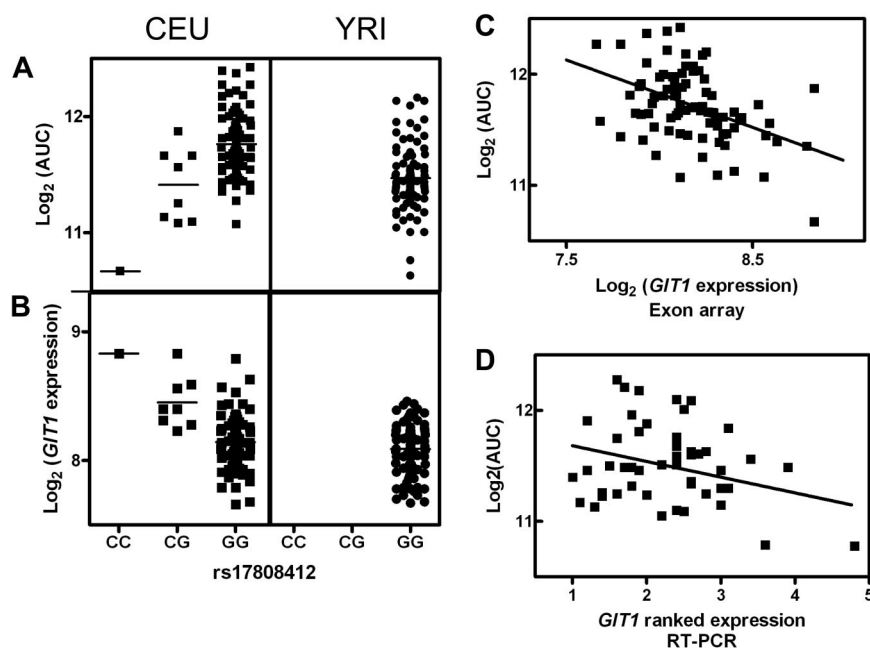 CEU YRI
A
Log2 (AUC)
12
11
B
Log2 (GIT1 expression)
9
8
CC CG GG CC CG GG
rs17808412
C
Log2 (AUC)
12
11
7.5 8.5
Log2 (GIT1 expression)
Exon array
D
Log2(AUC)
12
11
1 2 3 4 5
GIT1 ranked expression
RT-PCR